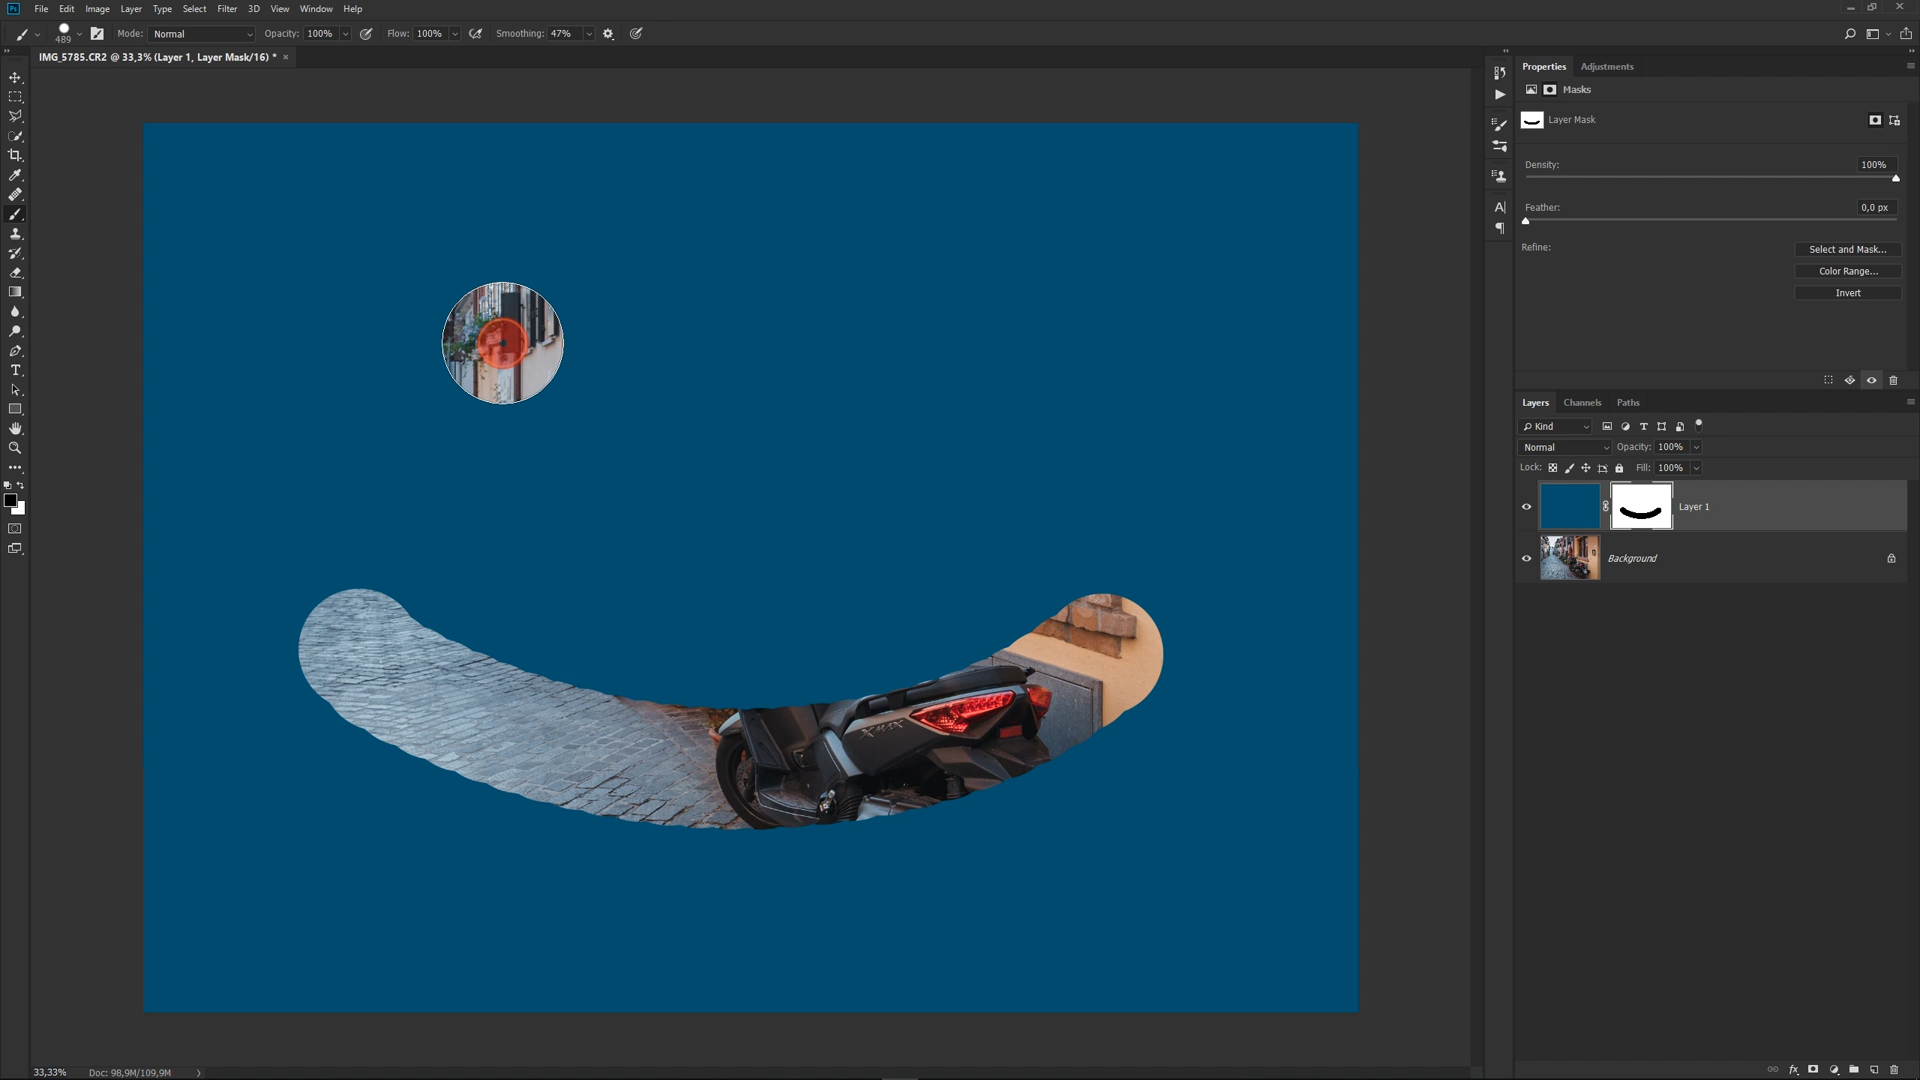 Ps File Edit Image Layer Type Select Filter 3D View Window Help
489 Mode: Normal Opacity: 100% Flow: 100% Smoothing: 47%
IMG_5785.CR2 @ 33,3% (Layer 1, Layer Mask/16) * ×
Properties Adjustments
Masks
Layer Mask
Density: 100%
Feather: 0,0 px
Refine: Select and Mask...
Color Range...
Invert
Layers Channels Paths
Kind
Normal Opacity: 100%
Lock: Fill: 100%
Layer 1
Background
XMAX
33,33% Doc: 98,9M/109,9M